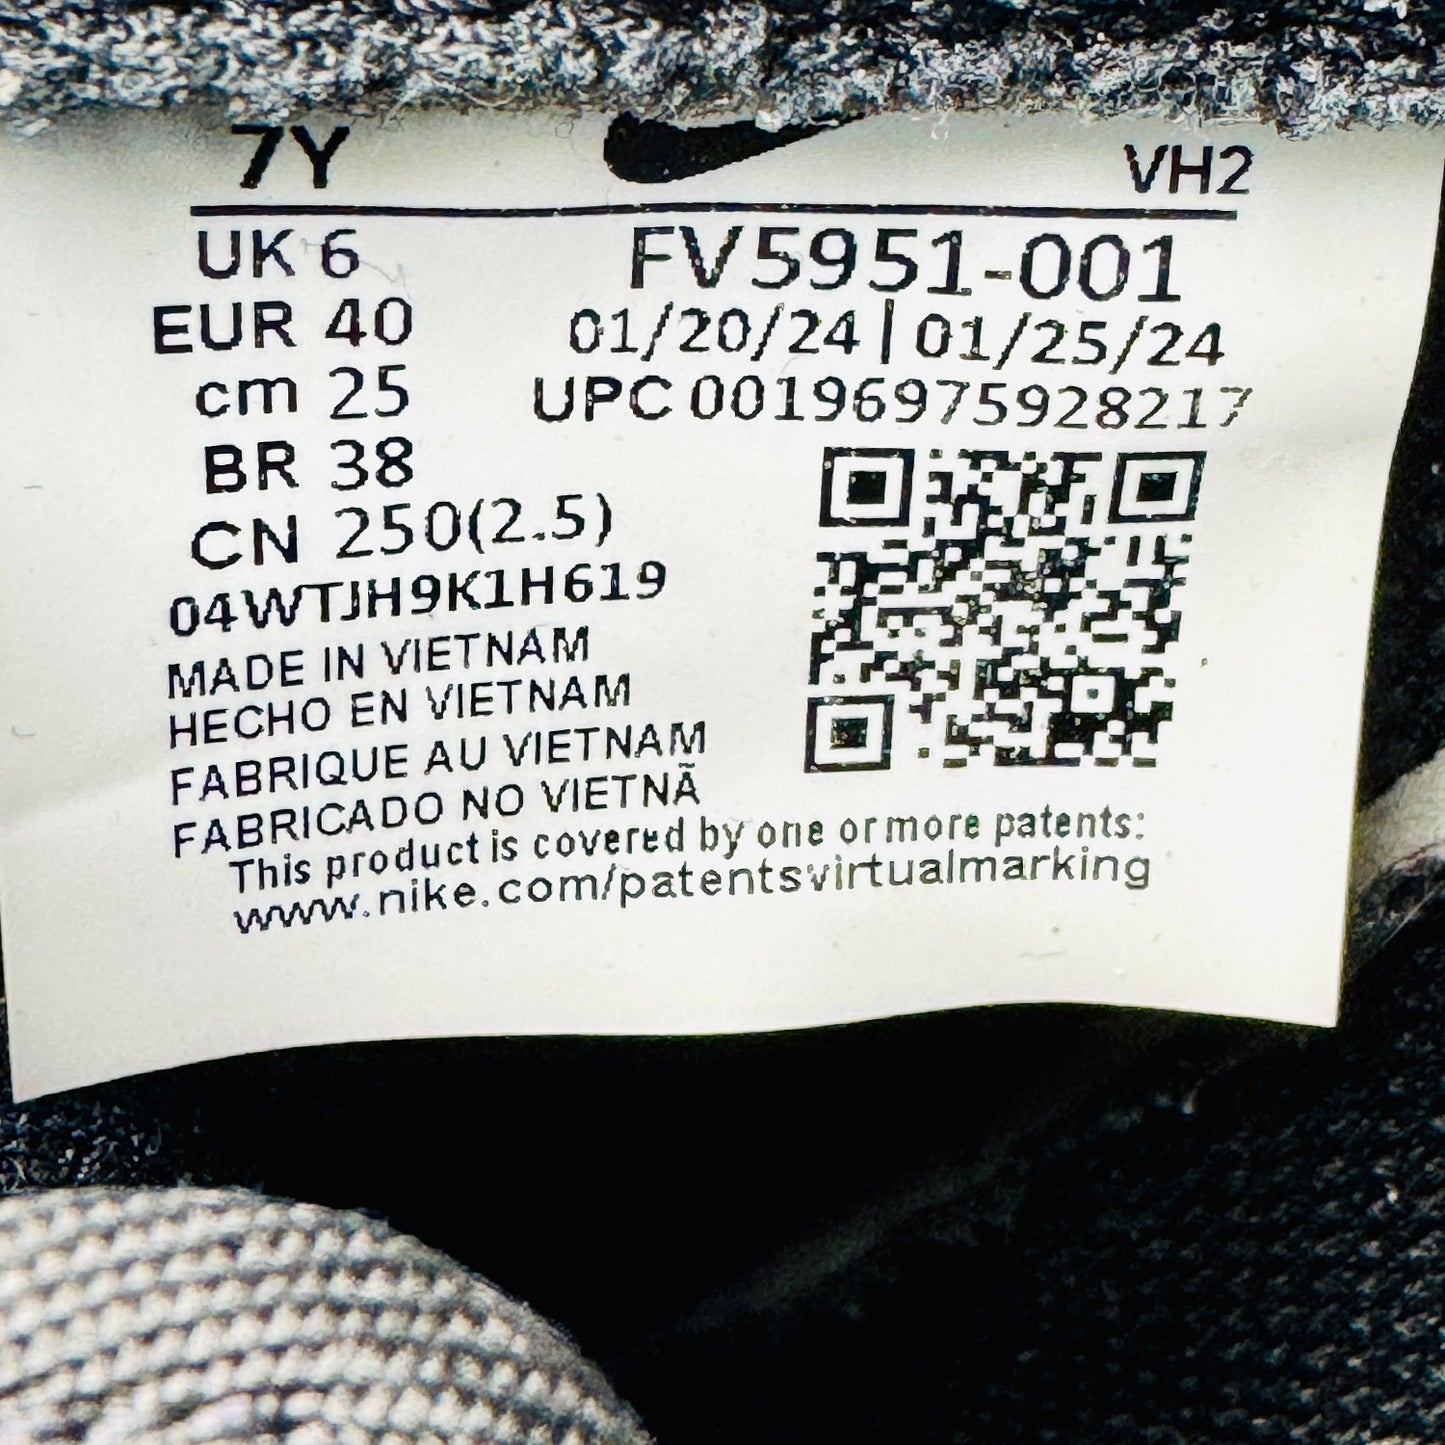 7Y VH2
UK 6 FV5951-001
EUR 40 01/20/24 | 01/25/24
cm 25 UPC 00196975928217
BR 38
CN 250(2.5)
04WTJH9K1H619
MADE IN VIETNAM
HECHO EN VIETNAM
FABRIQUE AU VIETNAM
FABRICADO NO VIETNÃ
This product is covered by one or more patents:
www.nike.com/patentsvirtualmarking